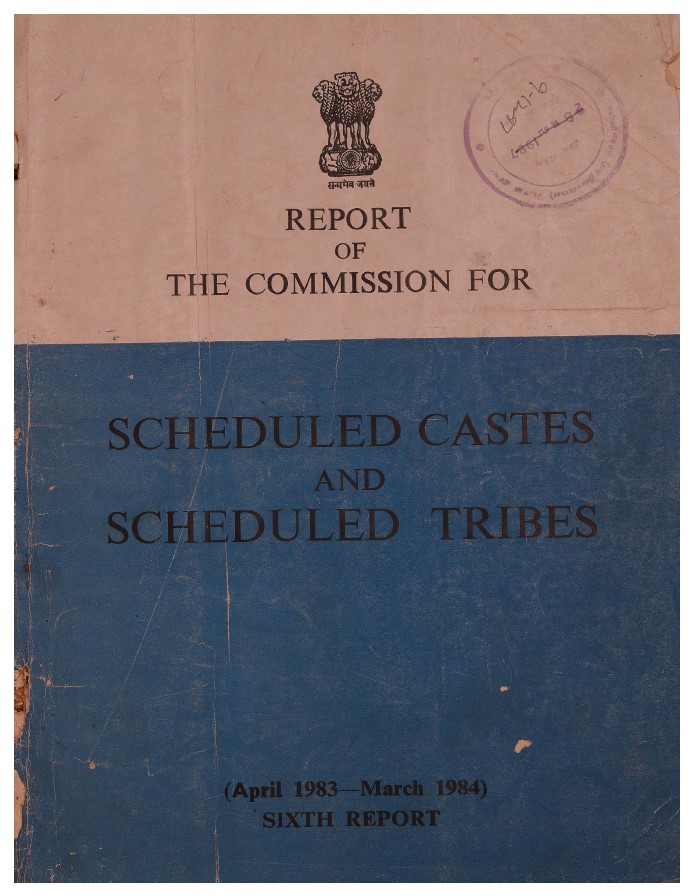 सत्यमेव जयते
REPORT
OF
THE COMMISSION FOR
SCHEDULED CASTES
AND
SCHEDULED TRIBES
(April 1983—March 1984)
SIXTH REPORT